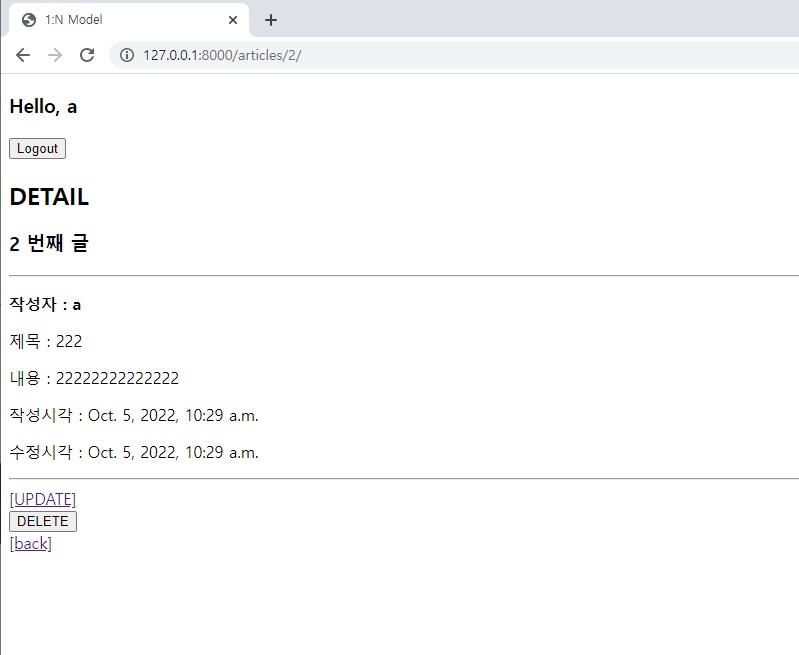 1:N Model
127.0.0.1:8000/articles/2/
Hello, a
Logout
DETAIL
2 번째 글
작성자 : a
제목 : 222
내용 : 22222222222222
작성시각 : Oct. 5, 2022, 10:29 a.m.
수정시각 : Oct. 5, 2022, 10:29 a.m.
[UPDATE]
DELETE
[back]